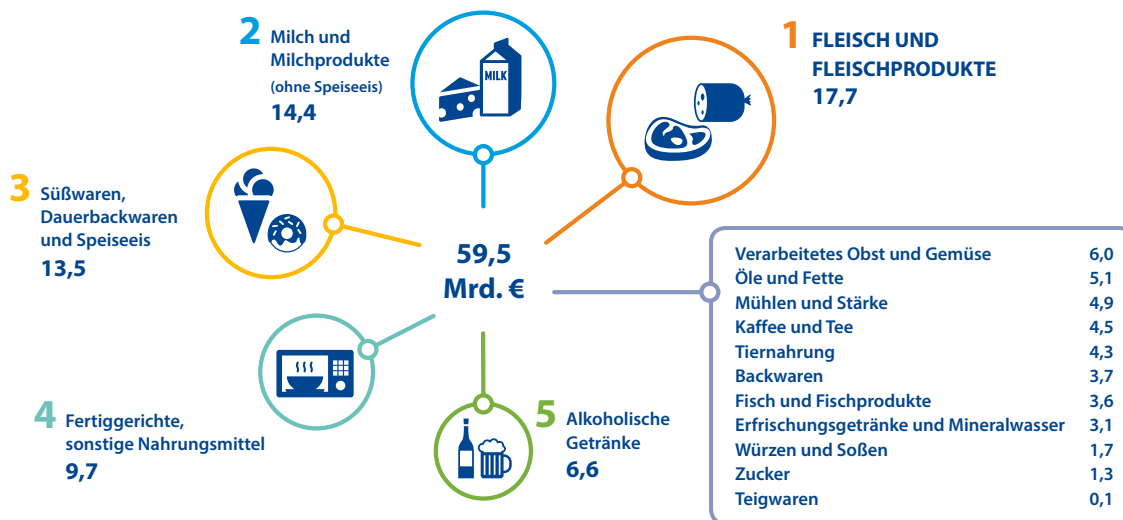 1 FLEISCH UND
FLEISCHPRODUKTE
17,7
2 Milch und
Milchprodukte
(ohne Speiseeis)
14,4
MILK
3 Süßwaren,
Dauerbackwaren
und Speiseeis
13,5
4 Fertiggerichte,
sonstige Nahrungsmittel
9,7
5 Alkoholische
Getränke
6,6
59,5
Mrd. €
Verarbeitetes Obst und Gemüse 6,0
Öle und Fette 5,1
Mühlen und Stärke 4,9
Kaffee und Tee 4,5
Tiernahrung 4,3
Backwaren 3,7
Fisch und Fischprodukte 3,6
Erfrischungsgetränke und Mineralwasser 3,1
Würzen und Soßen 1,7
Zucker 1,3
Teigwaren 0,1